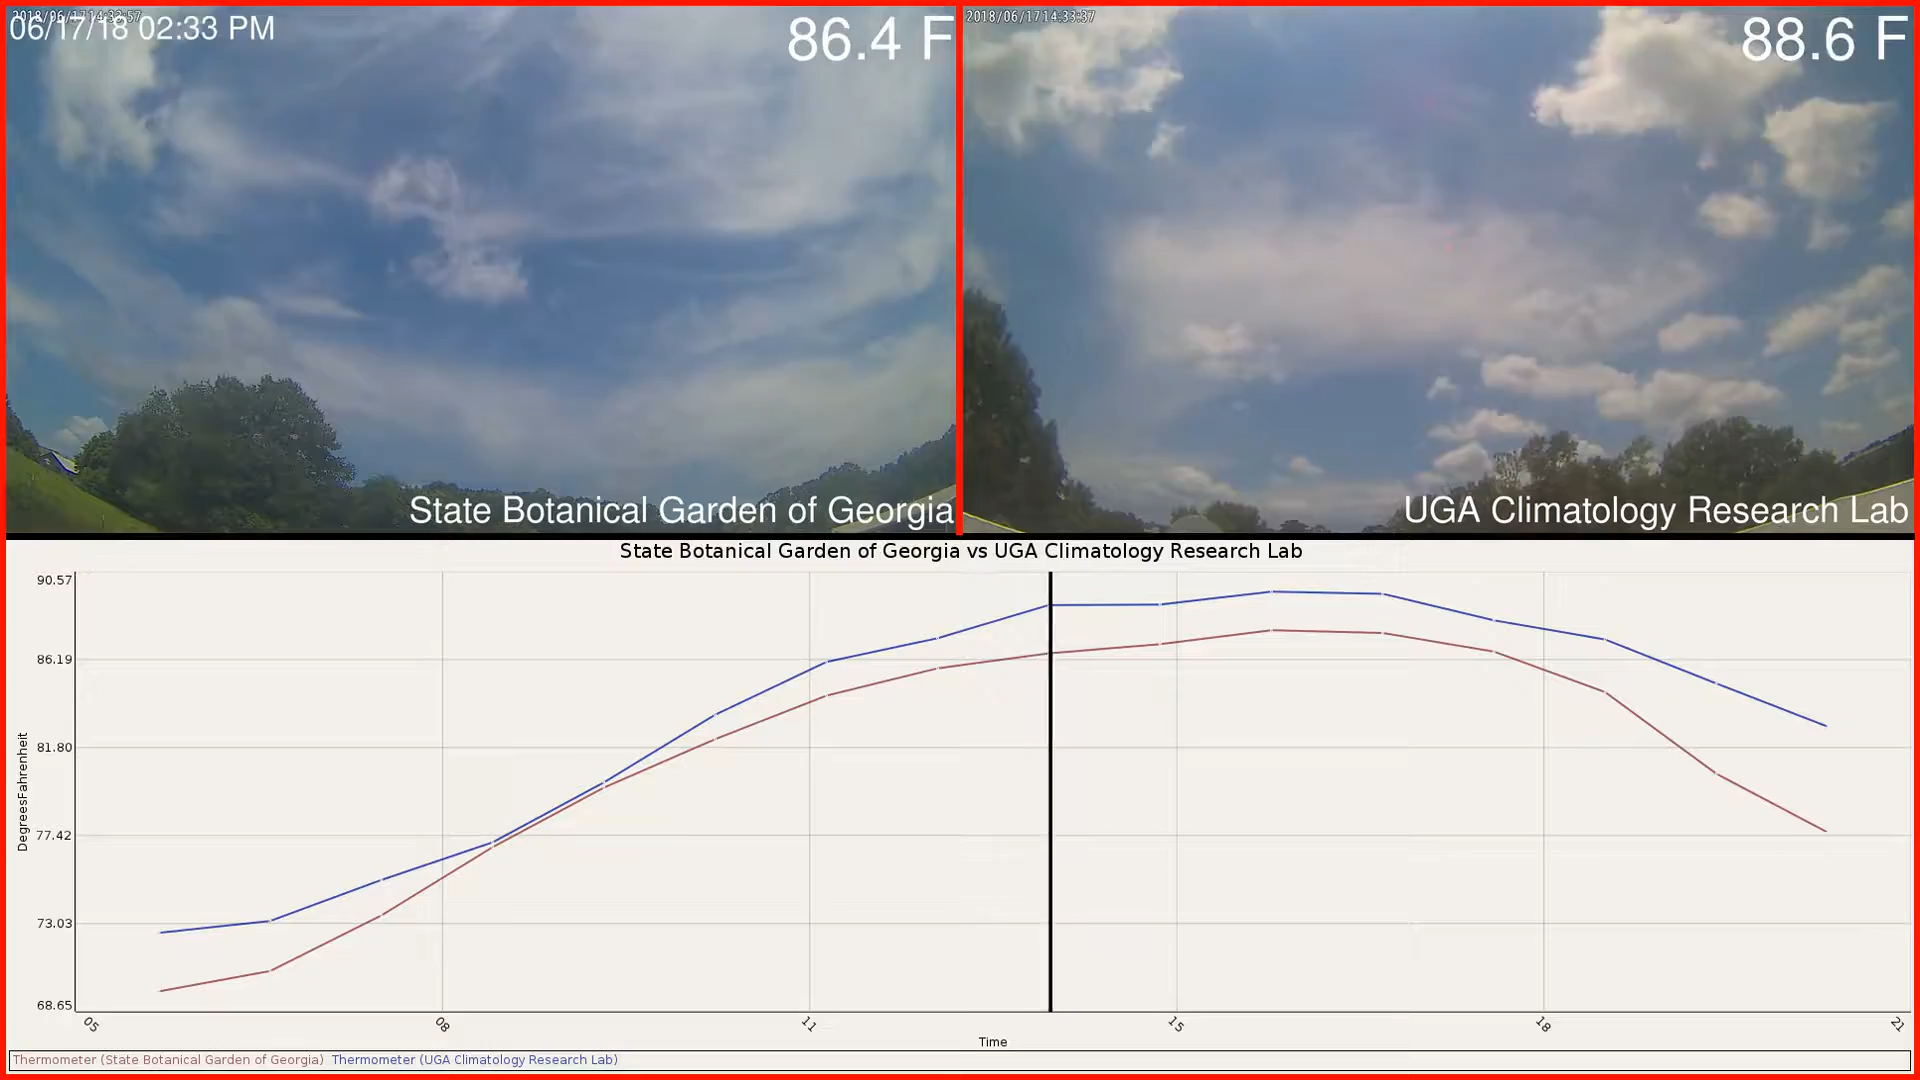 2018/06/17 14:33:57
06/17/18 02:33 PM
86.4 F
State Botanical Garden of Georgia
2018/06/17 14:33:37
88.6 F
UGA Climatology Research Lab
State Botanical Garden of Georgia vs UGA Climatology Research Lab
90.57
86.19
81.80
77.42
73.03
68.65
DegreesFahrenheit
05
08
11
15
18
21
Time
Thermometer (State Botanical Garden of Georgia) Thermometer (UGA Climatology Research Lab)